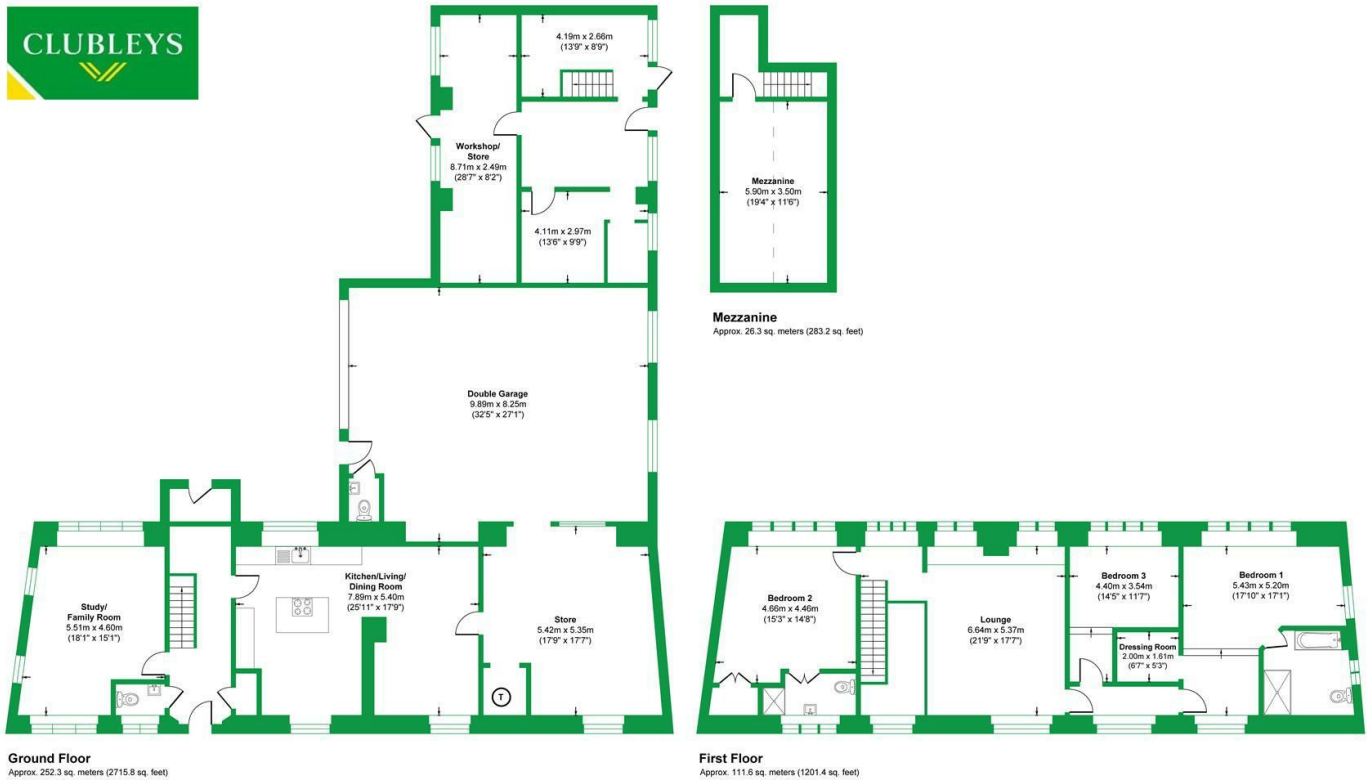 CLUBLEYS
4.19m x 2.66m
(13'9" x 8'9")
Workshop/
Store
8.71m x 2.49m
(28'7" x 8'2")
4.11m x 2.97m
(13'6" x 9'9")
Mezzanine
5.90m x 3.50m
(19'4" x 11'6")
Mezzanine
Approx. 26.3 sq. meters (283.2 sq. feet)
Double Garage
9.89m x 8.25m
(32'5" x 27'1")
Study/
Family Room
5.51m x 4.60m
(18'1" x 15'1")
Kitchen/Living/
Dining Room
7.89m x 5.40m
(25'11" x 17'9")
Store
5.42m x 5.35m
(17'9" x 17'7")
T
Ground Floor
Approx. 252.3 sq. meters (2715.8 sq. feet)
Bedroom 2
4.66m x 4.46m
(15'3" x 14'8")
Lounge
6.64m x 5.37m
(21'9" x 17'7")
Bedroom 3
4.40m x 3.54m
(14'5" x 11'7")
Dressing Room
2.00m x 1.61m
(6'7" x 5'3")
Bedroom 1
5.43m x 5.20m
(17'10" x 17'1")
First Floor
Approx. 111.6 sq. meters (1201.4 sq. feet)